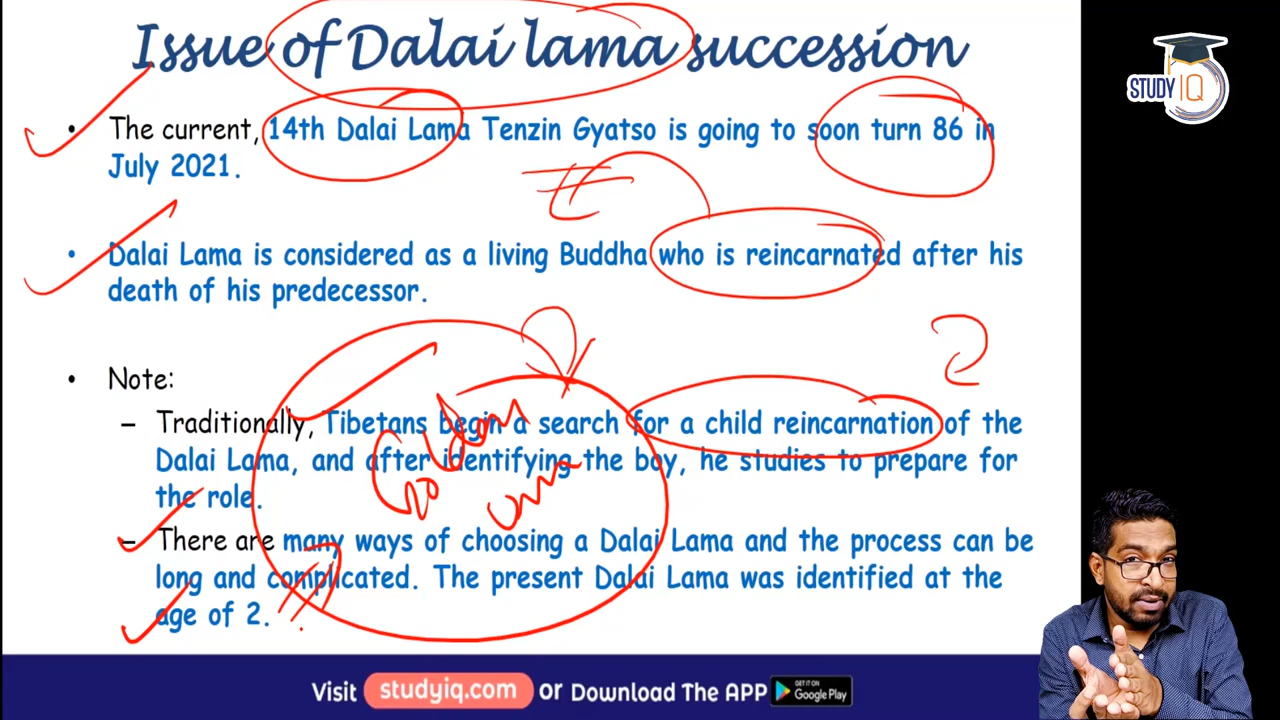 Issue of Dalai lama succession
STUDY IQ
• The current, 14th Dalai Lama Tenzin Gyatso is going to soon turn 86 in
July 2021.
• Dalai Lama is considered as a living Buddha who is reincarnated after his
death of his predecessor.
• Note:
– Traditionally, Tibetans begin a search for a child reincarnation of the
Dalai Lama, and after identifying the boy, he studies to prepare for
the role.
– There are many ways of choosing a Dalai Lama and the process can be
long and complicated. The present Dalai Lama was identified at the
age of 2.
Golden
2
Visit studyiq.com or Download The APP GET IT ON Google Play